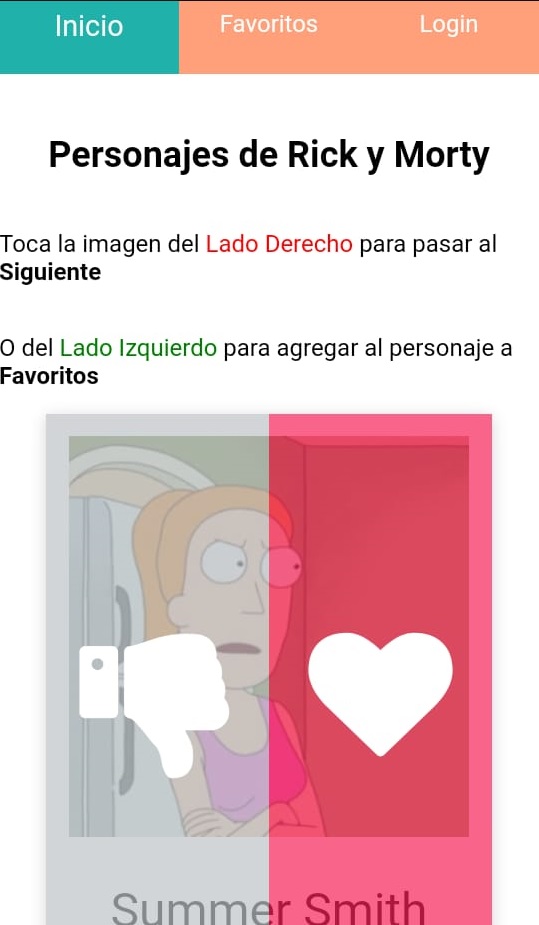 Inicio Favoritos Login
Personajes de Rick y Morty
Toca la imagen del Lado Derecho para pasar al
Siguiente
O del Lado Izquierdo para agregar al personaje a
Favoritos
Summer Smith